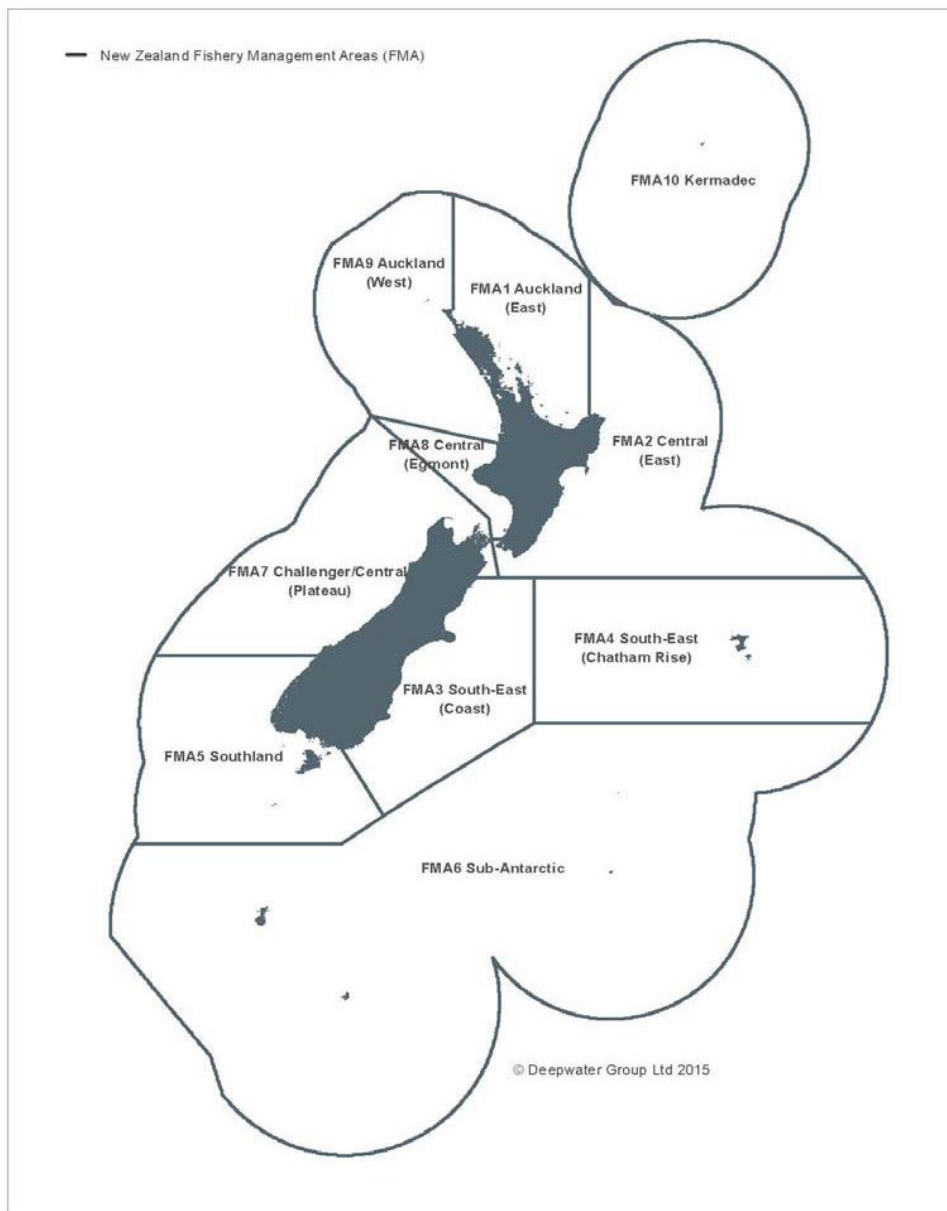 New Zealand Fishery Management Areas (FMA)
FMA10 Kermadec
FMA9 Auckland
(West)
FMA1 Auckland
(East)
FMA8 Central
(Egmont)
FMA2 Central
(East)
FMA7 Challenger/Central
(Plateau)
FMA4 South-East
(Chatham Rise)
FMA3 South-East
(Coast)
FMA5 Southland
FMA6 Sub-Antarctic
© Deepwater Group Ltd 2015